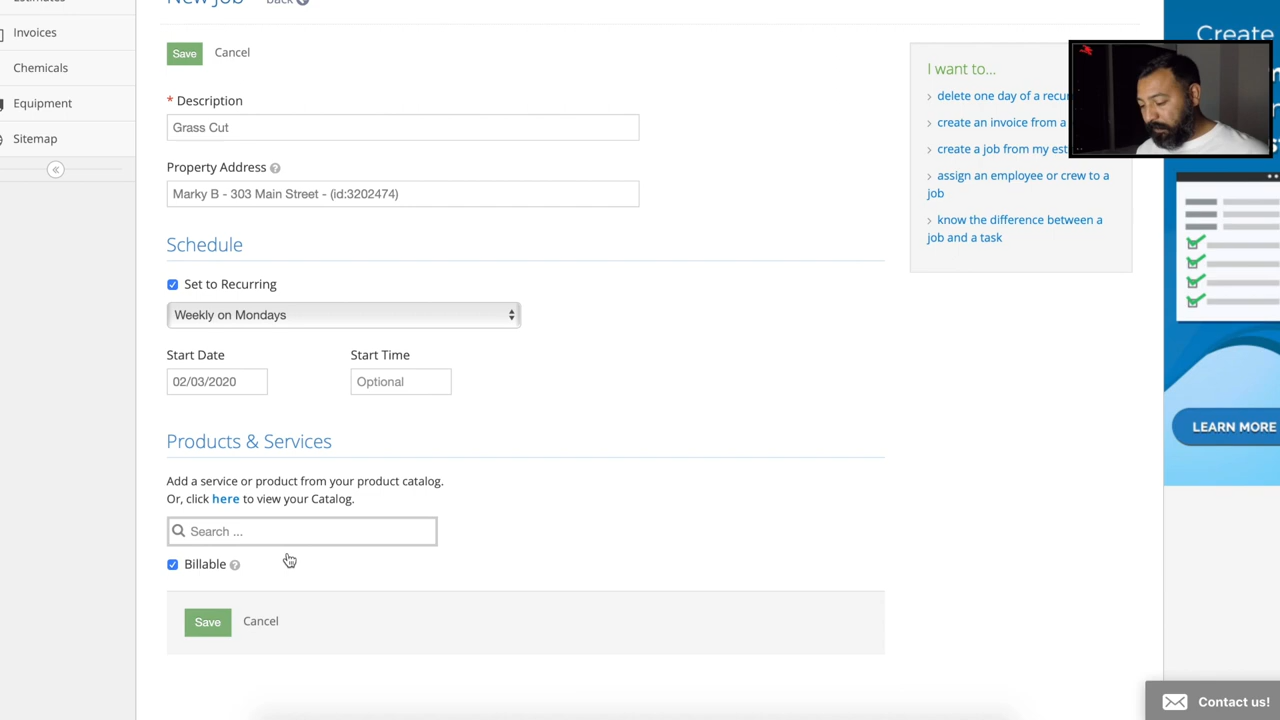 Estimates
Invoices
Chemicals
Equipment
Sitemap
New Job Back
Save Cancel
* Description
Grass Cut
Property Address
Marky B - 303 Main Street - (id:3202474)
Schedule
Set to Recurring
Weekly on Mondays
Start Date Start Time
02/03/2020 Optional
Products & Services
Add a service or product from your product catalog.
Or, click here to view your Catalog.
Search ...
Billable
Save Cancel
I want to...
delete one day of a recu
create an invoice from a
create a job from my est
assign an employee or crew to a
job
know the difference between a
job and a task
Create
LEARN MORE
Contact us!